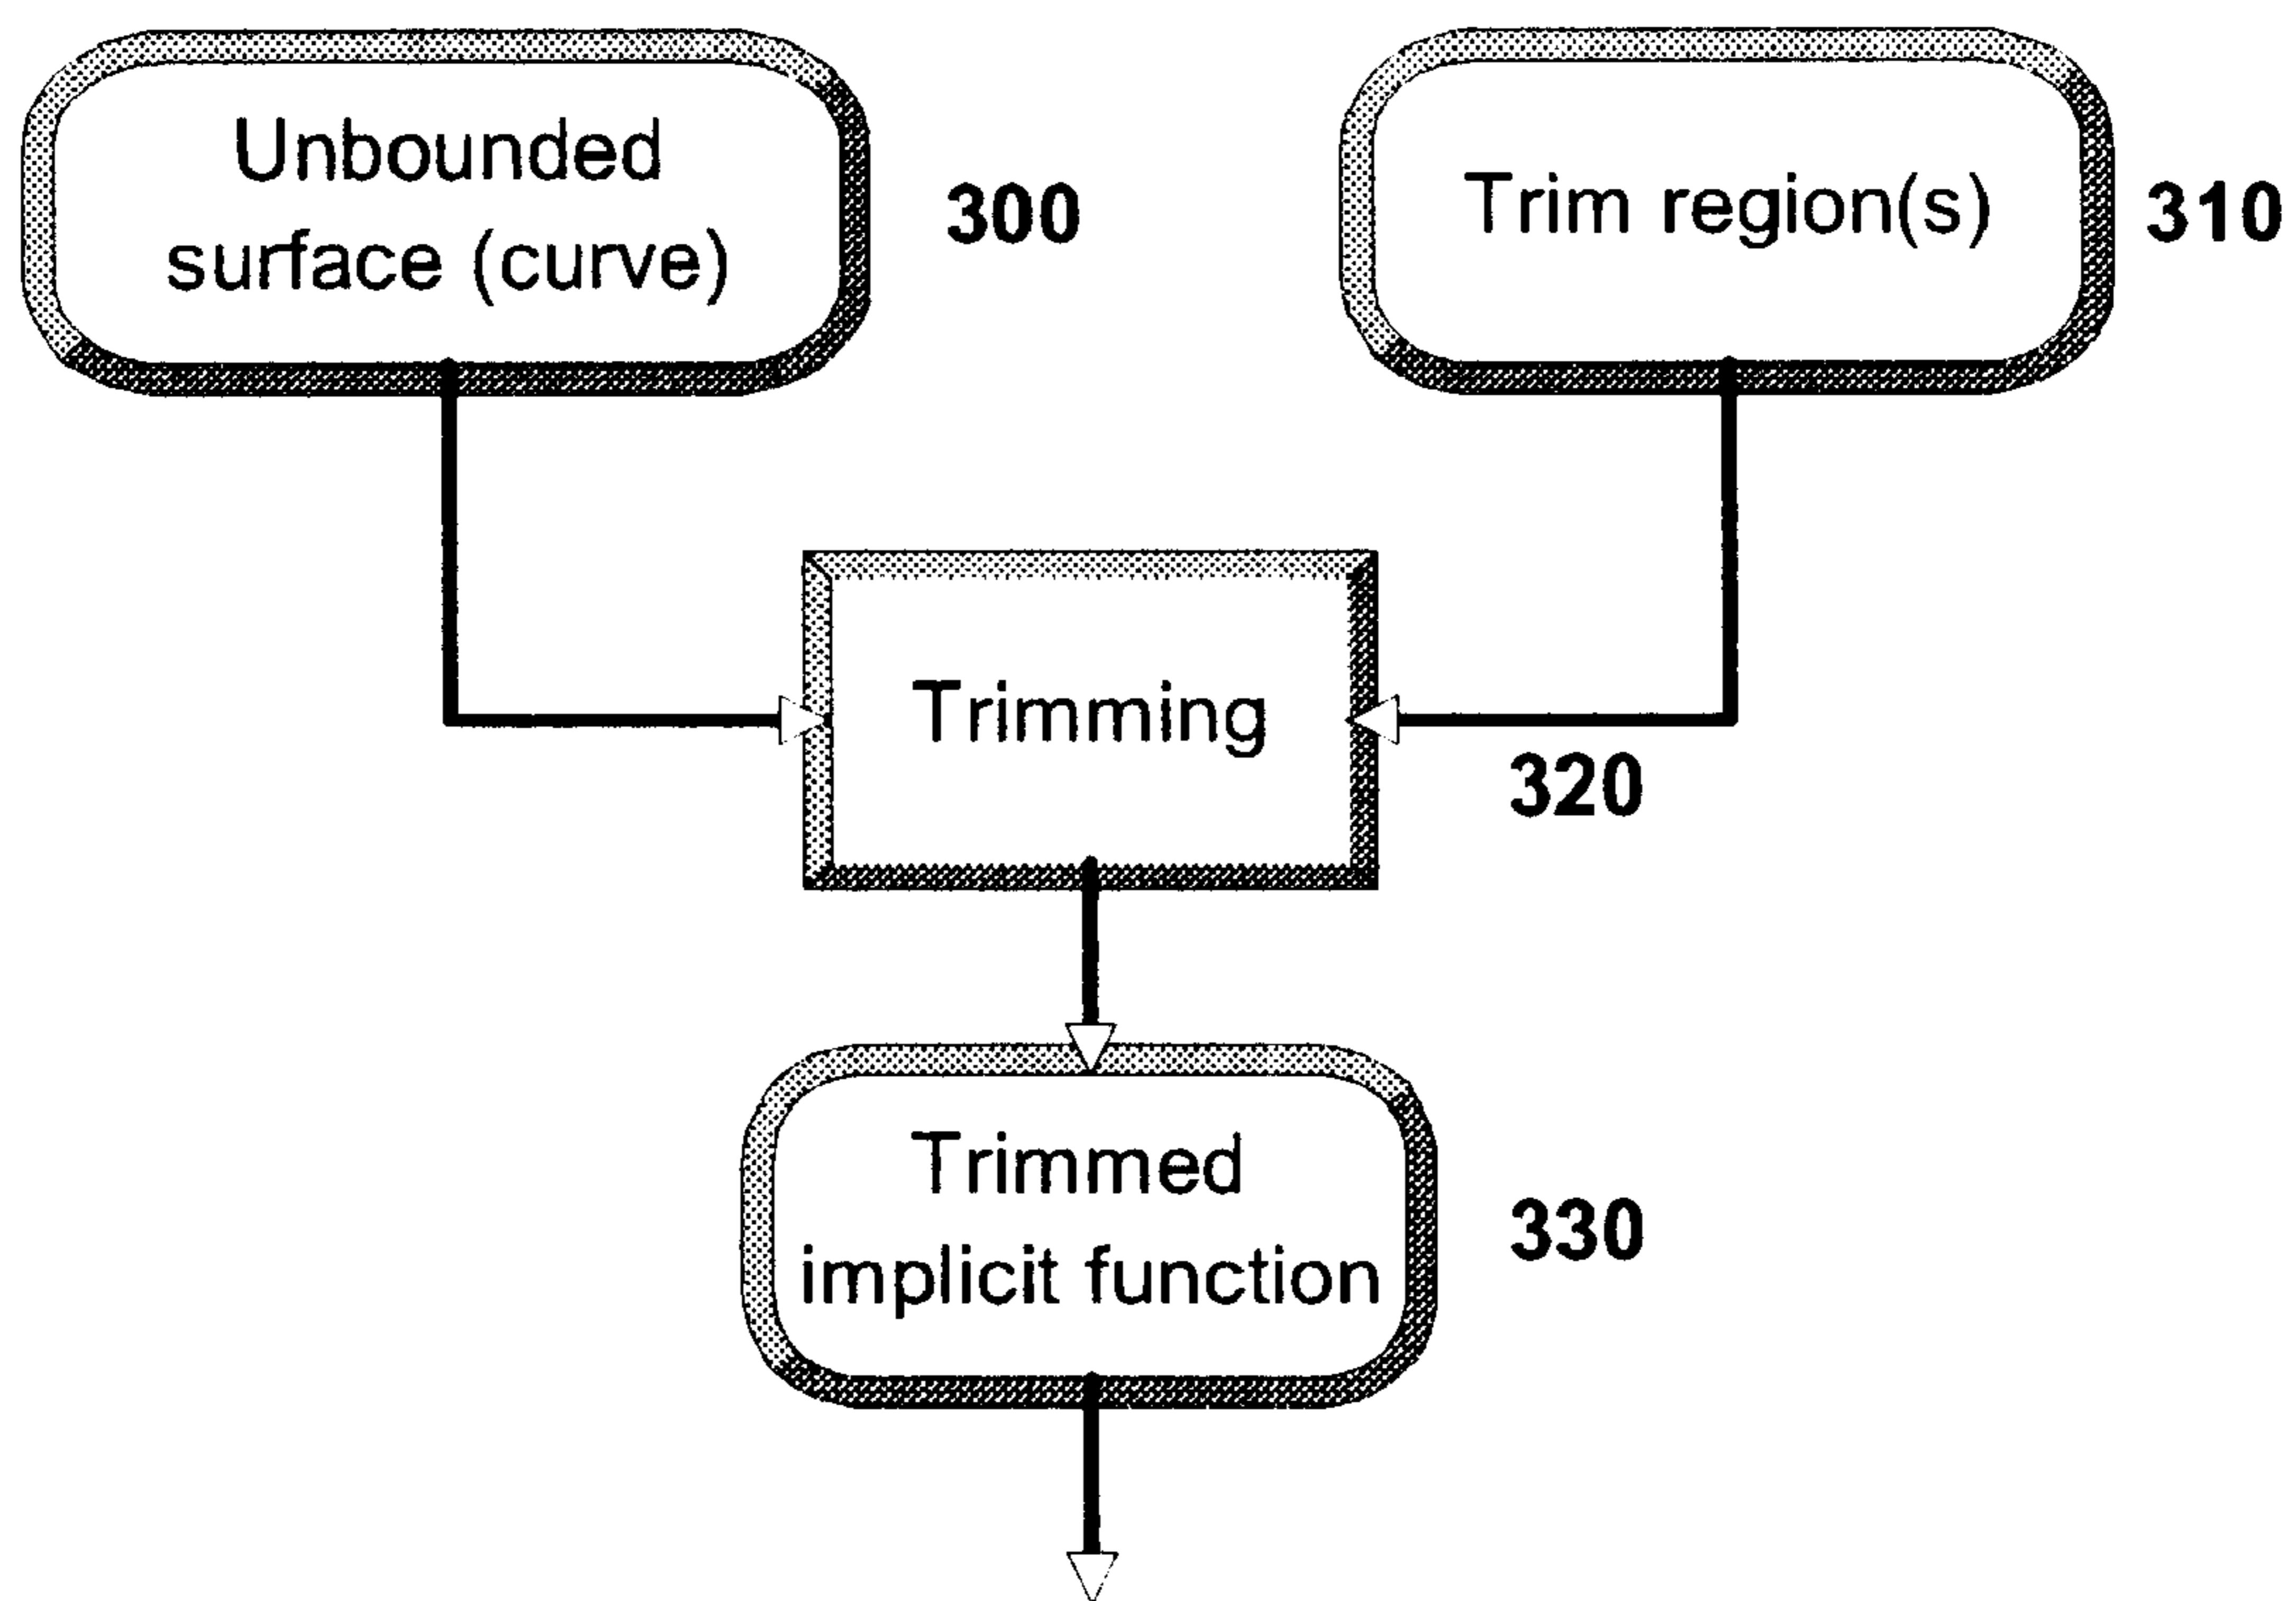 Unbounded
surface (curve)
300
Trim region(s)
310
Trimming
320
Trimmed
implicit function
330